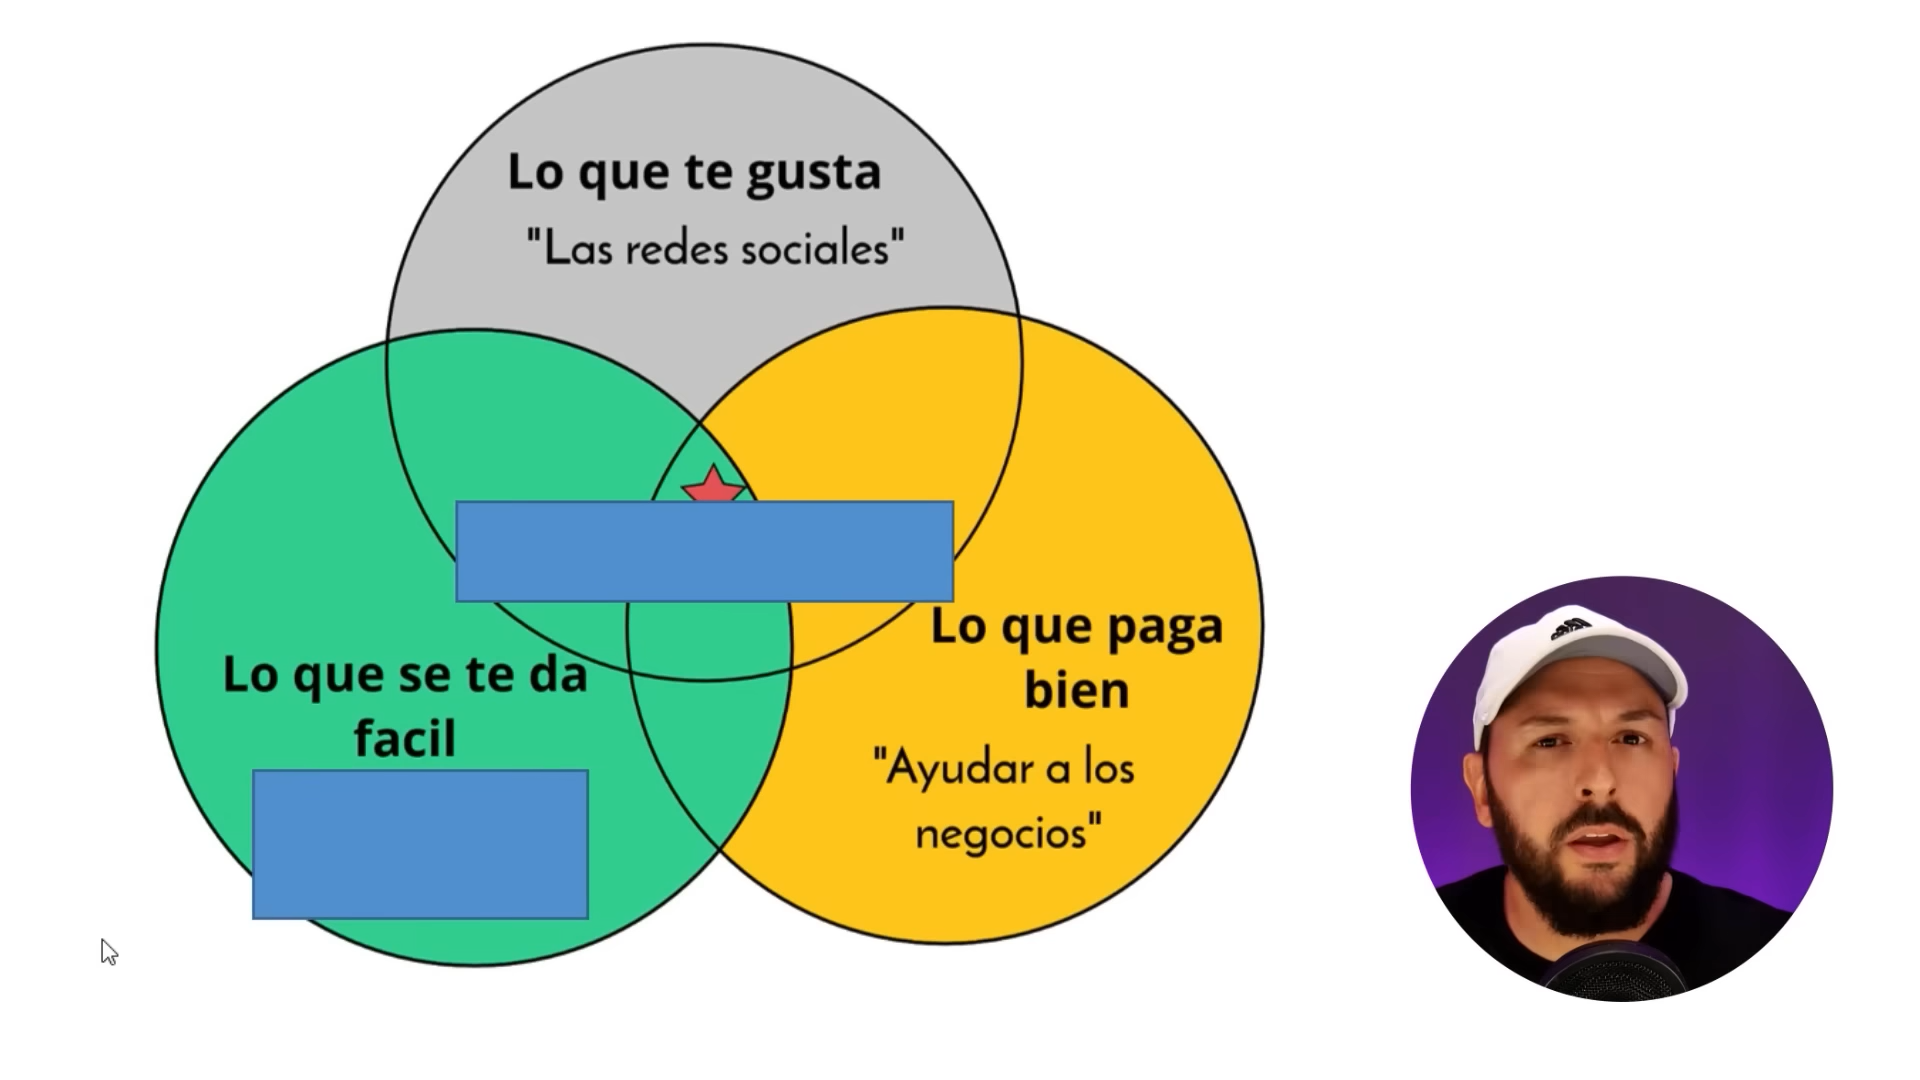 Lo que te gusta
"Las redes sociales"
Lo que se te da
facil
Lo que paga
bien
"Ayudar a los
negocios"